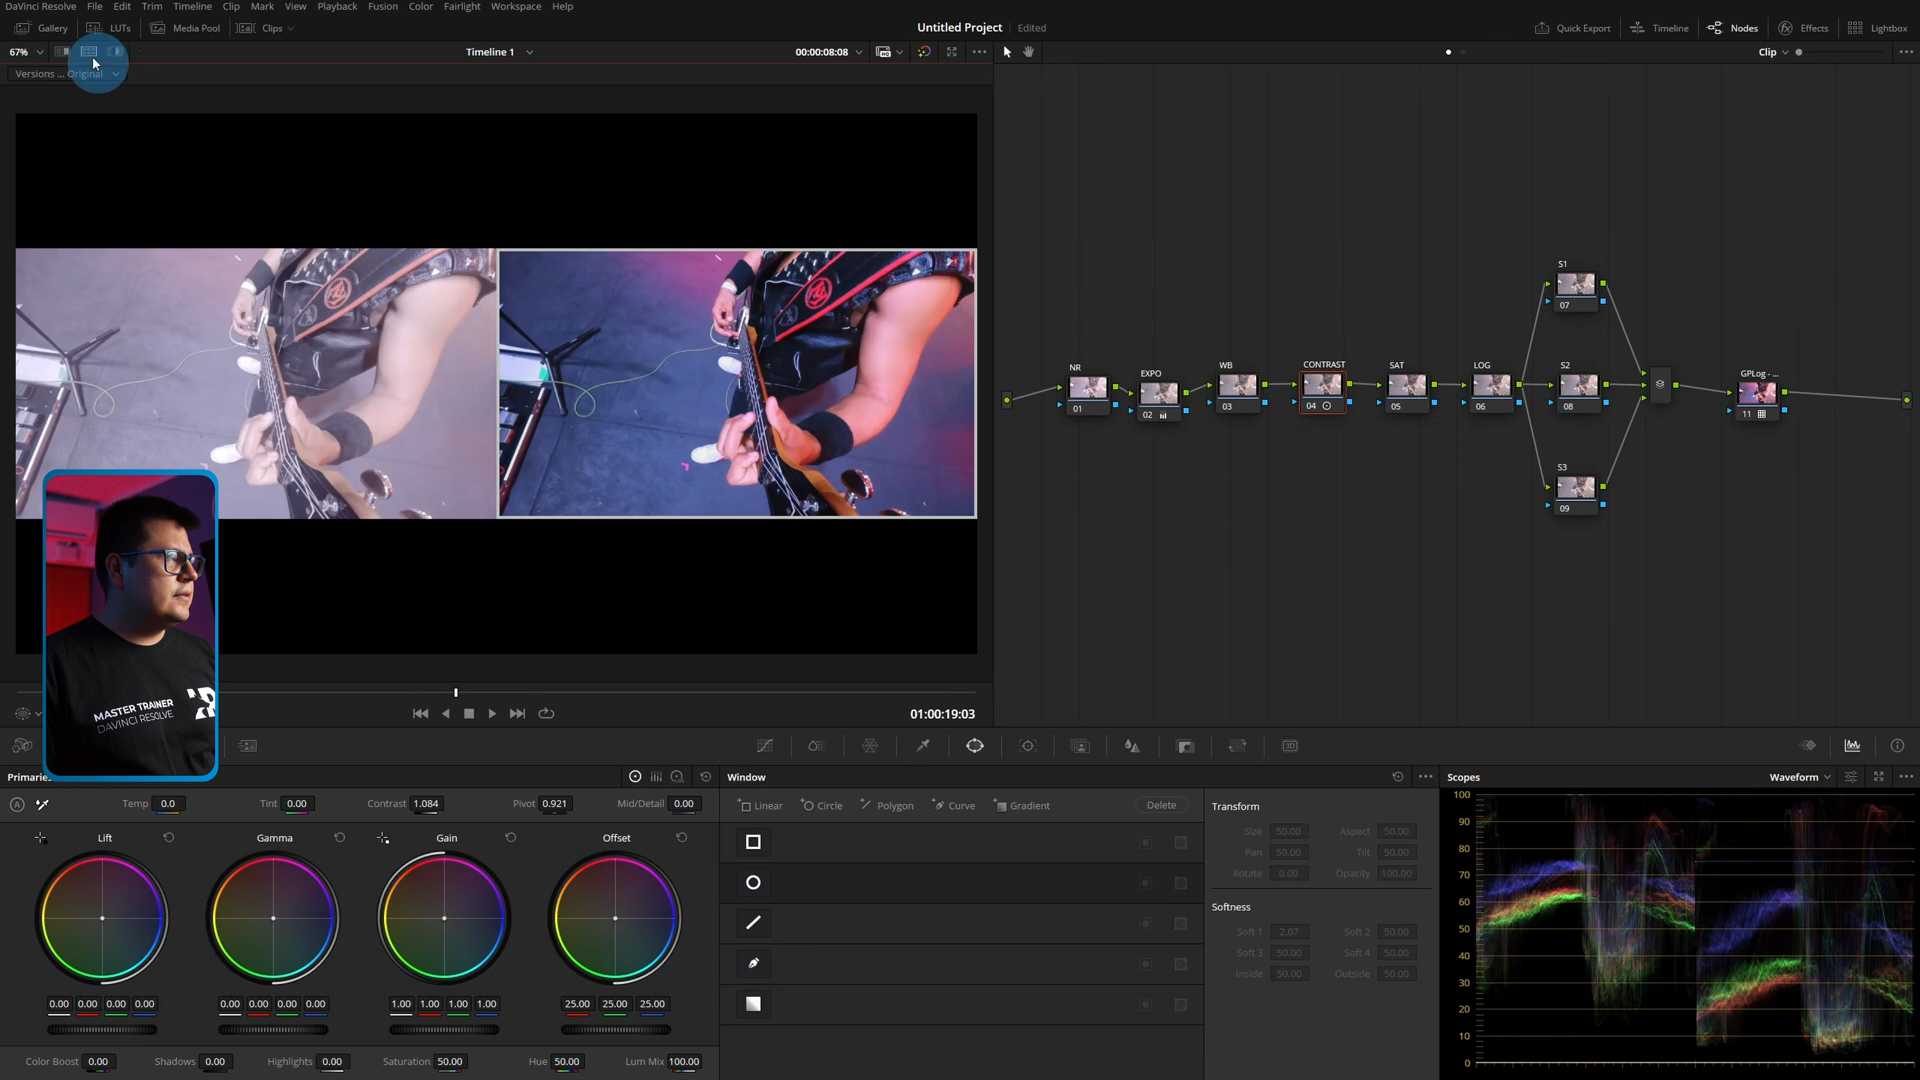 DaVinci Resolve File Edit Trim Timeline Clip Mark View Playback Fusion Color Fairlight Workspace Help
Gallery LUTs Media Pool Clips Untitled Project Edited Quick Export Timeline Nodes Effects Lightbox
67% Timeline 1 00:00:08:08 Clip
Versions ... Original
S1
07
NR EXPO WB CONTRAST SAT LOG S2 GPLog - ...
01 02 03 04 05 06 08 11
S3
09
MASTER TRAINER
DAVINCI RESOLVE
01:00:19:03
3D
Primaries Window Scopes Waveform
A Temp 0.0 Tint 0.00 Contrast 1.084 Pivot 0.921 Mid/Detail 0.00
Linear Circle Polygon Curve Gradient Delete
Lift Gamma Gain Offset
0.00 0.00 0.00 0.00 0.00 0.00 0.00 0.00 1.00 1.00 1.00 1.00 25.00 25.00 25.00
Color Boost 0.00 Shadows 0.00 Highlights 0.00 Saturation 50.00 Hue 50.00 Lum Mix 100.00
Transform
Size 50.00 Aspect 50.00
Pan 50.00 Tilt 50.00
Rotate 0.00 Opacity 100.00
Softness
Soft 1 2.07 Soft 2 50.00
Soft 3 50.00 Soft 4 50.00
Inside 50.00 Outside 50.00
100
90
80
70
60
50
40
30
20
10
0